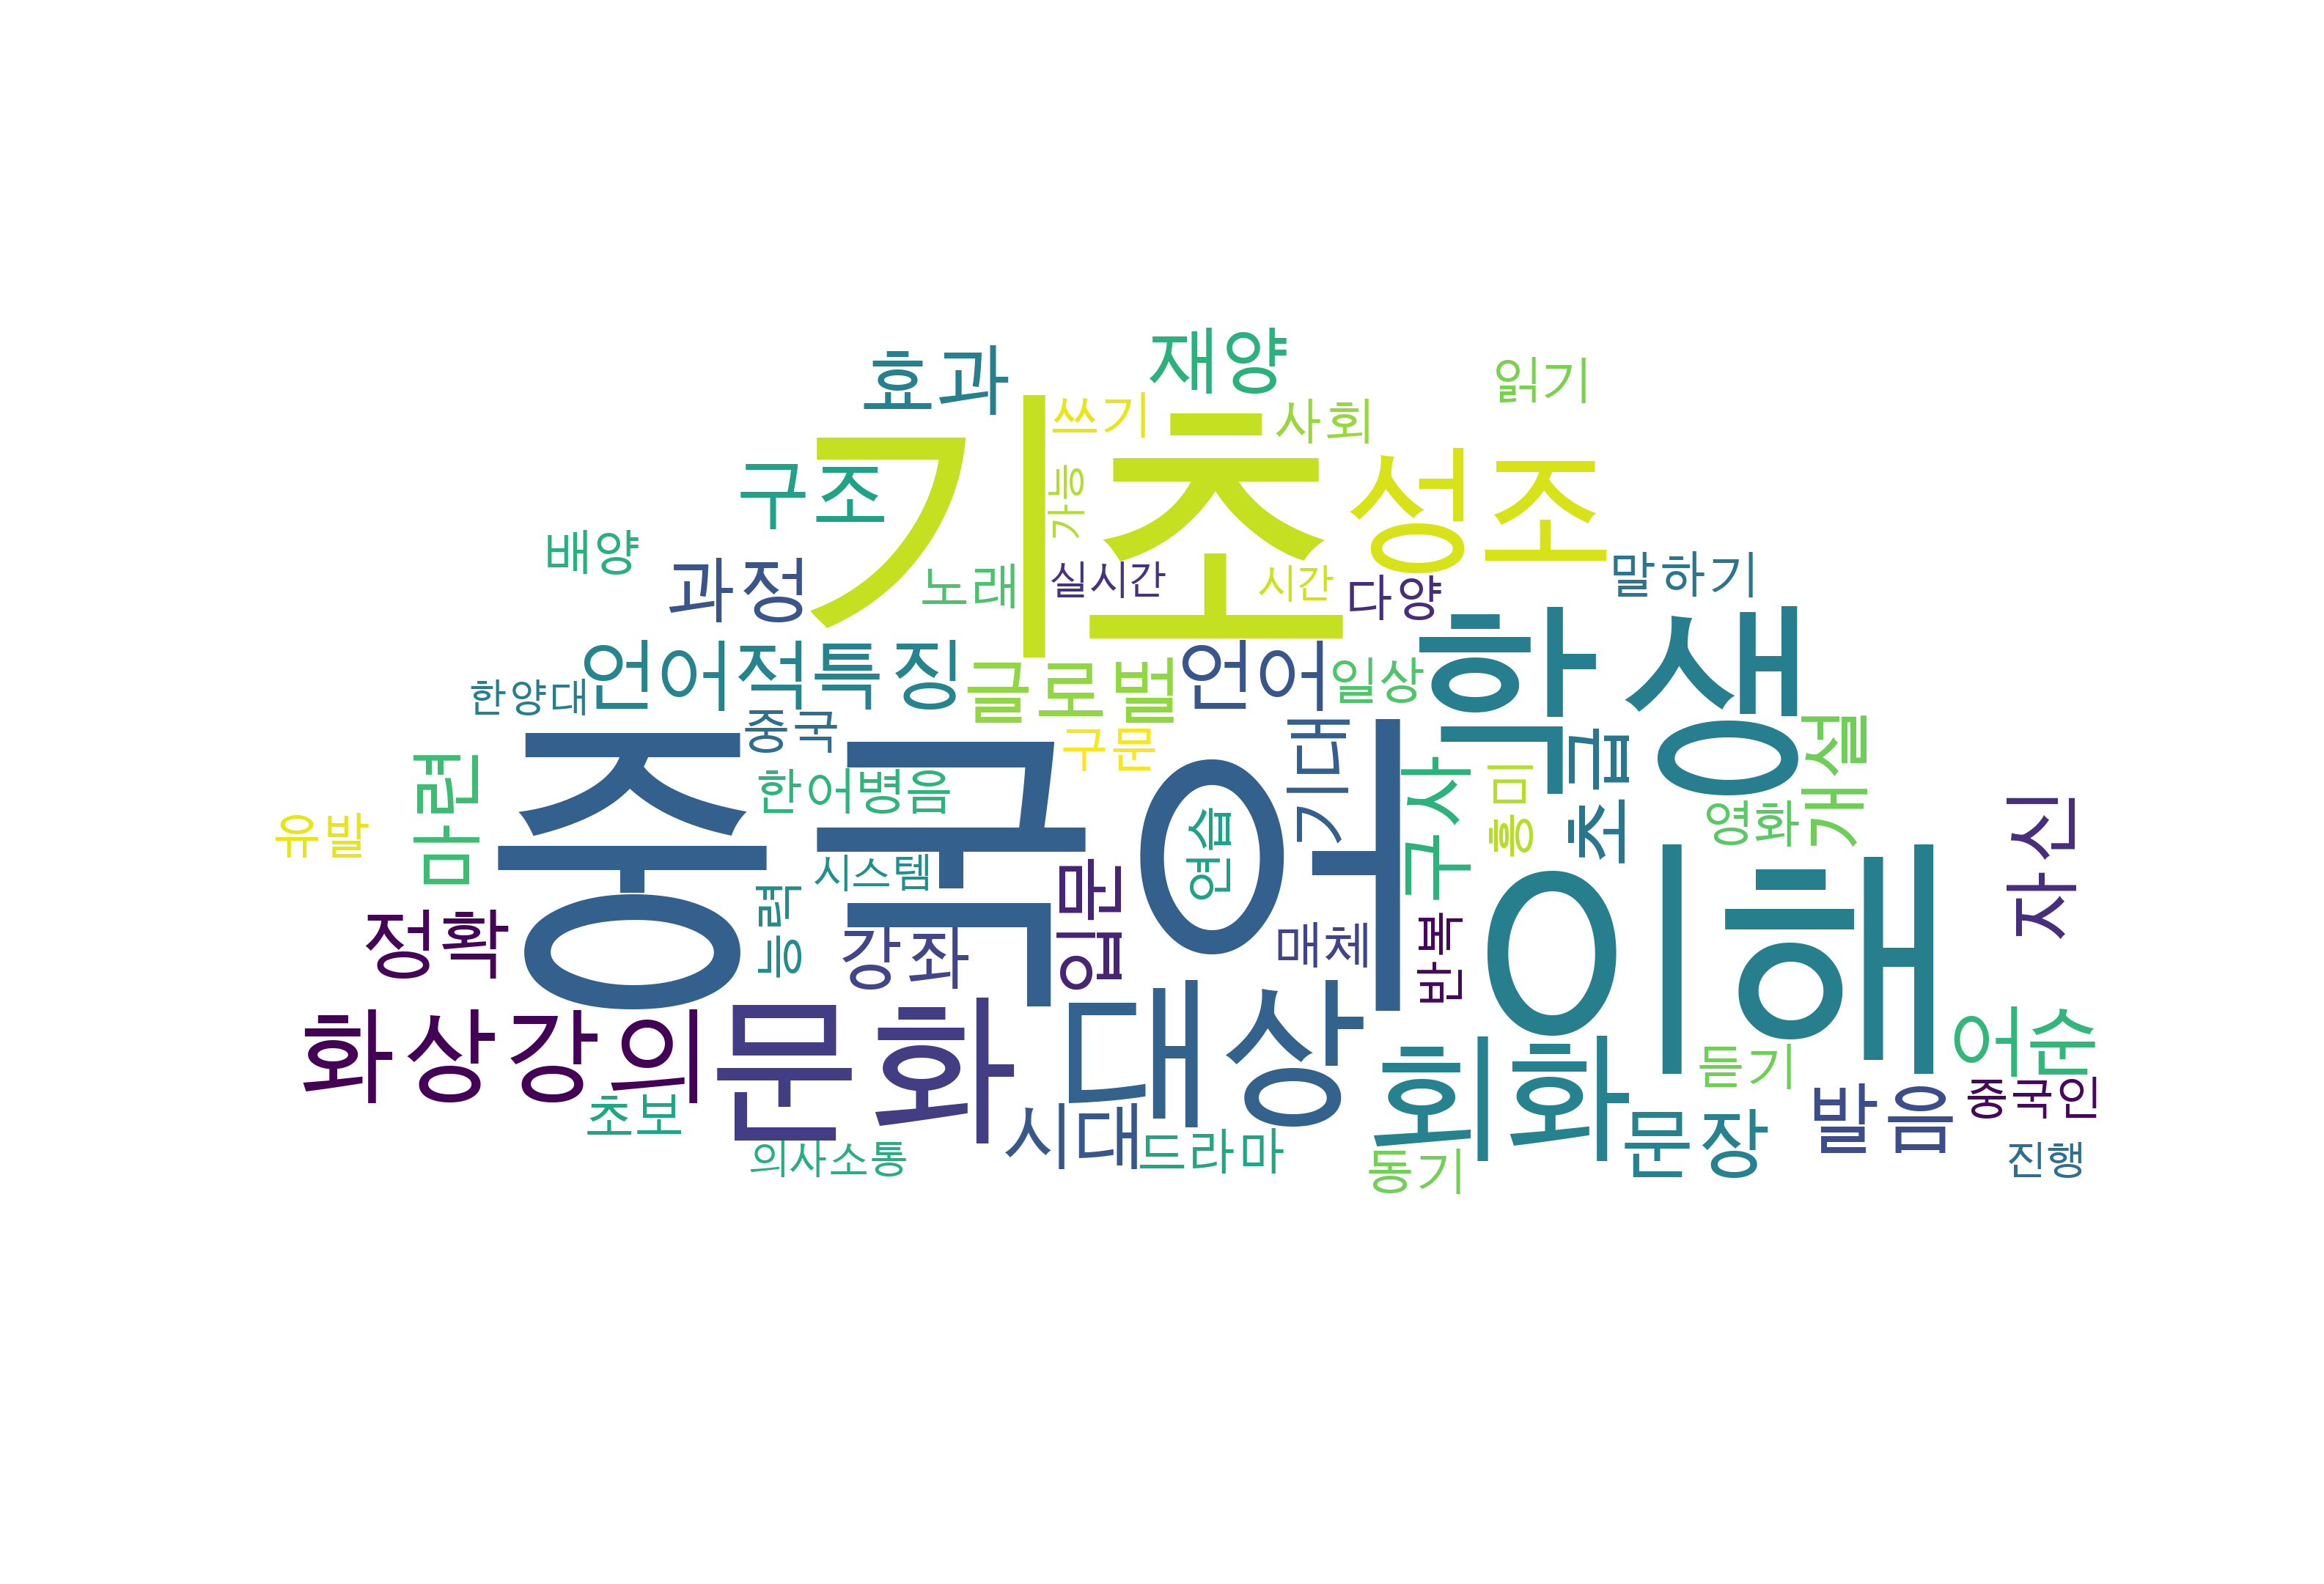 효과
재양
읽기
쓰기
사회
기초
성조
구조
가능
배양
과정
노래
실시간
시간
다양
말하기
학생
언어적특징
글로벌
언어
일상
한양대
중국
구문
중국어
한어병음
기대
구사
흥미
초급
개설
영화
남편
유발
연습
자신
시스템
능력
강좌
입문
매체
반복
이해
정확
화상강의
문화
대상
회화
듣기
어순
중국인
초보
의사소통
시대
드라마
동기
문장
발음
진행